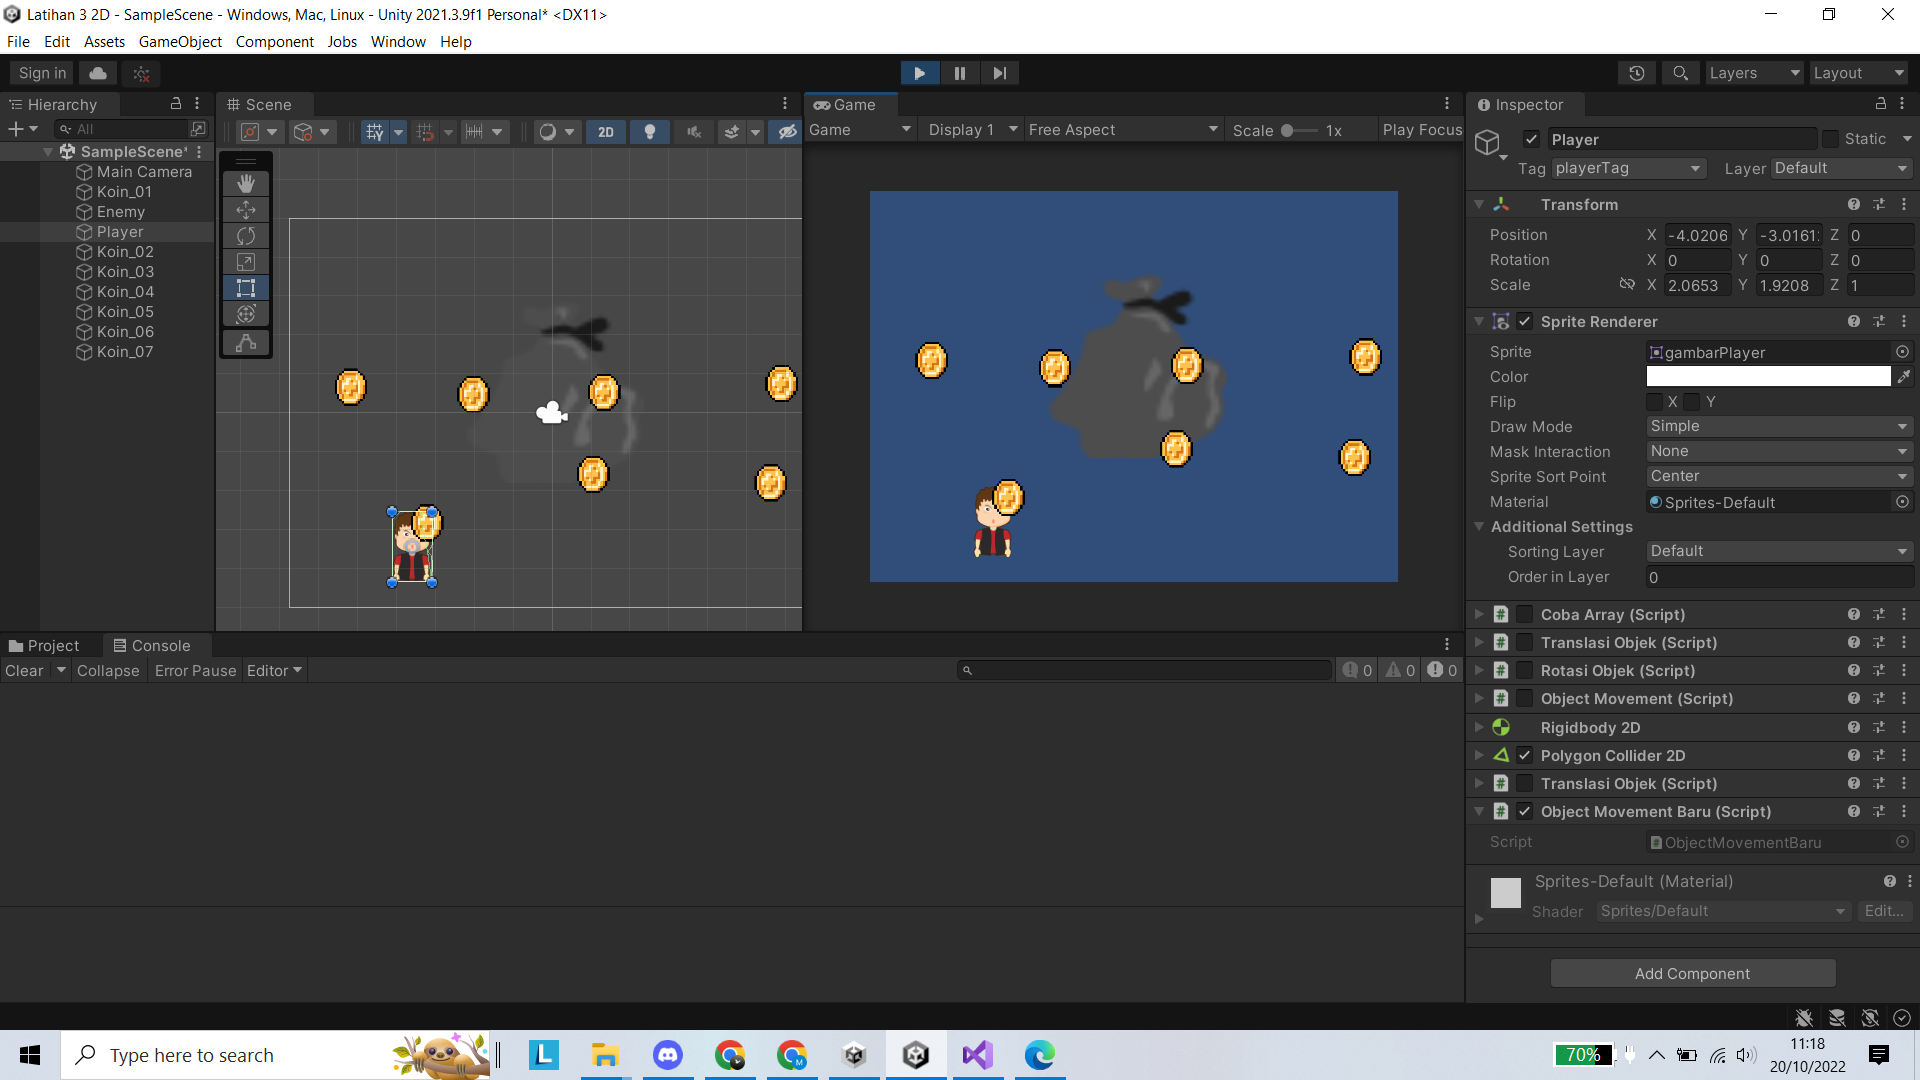 Latihan 3 2D - SampleScene - Windows, Mac, Linux - Unity 2021.3.9f1 Personal* <DX11>
File Edit Assets GameObject Component Jobs Window Help
Sign in
Layers Layout
Hierarchy
All
SampleScene*
Main Camera
Koin_01
Enemy
Player
Koin_02
Koin_03
Koin_04
Koin_05
Koin_06
Koin_07
Scene
2D
Game
Game Display 1 Free Aspect Scale 1x Play Focus
Inspector
Player Static
Tag playerTag Layer Default
Transform
Position X -4.0206 Y -3.0161 Z 0
Rotation X 0 Y 0 Z 0
Scale X 2.0653 Y 1.9208 Z 1
Sprite Renderer
Sprite gambarPlayer
Color
Flip X Y
Draw Mode Simple
Mask Interaction None
Sprite Sort Point Center
Material Sprites-Default
Additional Settings
Sorting Layer Default
Order in Layer 0
Coba Array (Script)
Translasi Objek (Script)
Rotasi Objek (Script)
Object Movement (Script)
Rigidbody 2D
Polygon Collider 2D
Translasi Objek (Script)
Object Movement Baru (Script)
Script ObjectMovementBaru
Sprites-Default (Material)
Shader Sprites/Default Edit...
Add Component
Project Console
Clear Collapse Error Pause Editor 0 0 0
Type here to search
L
M
70%
11:18
20/10/2022